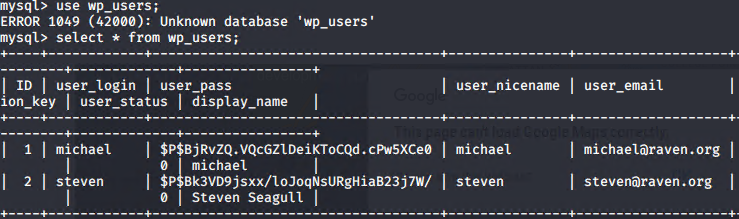 mysql> use wp_users;
ERROR 1049 (42000): Unknown database 'wp_users'
mysql> select * from wp_users;
+----+------------+------------------------------------+---------------+-------------------+
--------+-------------+----------------+
| ID | user_login | user_pass | user_nicename | user_email |
ion_key | user_status | display_name |
+----+------------+------------------------------------+---------------+-------------------+
--------+-------------+----------------+
| 1 | michael | $P$BjRvZQ.VQcGZlDeiKToCQd.cPw5XCe0 | michael | michael@raven.org |
| 0 | michael |
| 2 | steven | $P$Bk3VD9jsxx/loJoqNsURgHiaB23j7W/ | steven | steven@raven.org |
| 0 | Steven Seagull |
+----+------------+------------------------------------+---------------+-------------------+
Google
This page can't load Google Maps correctly.